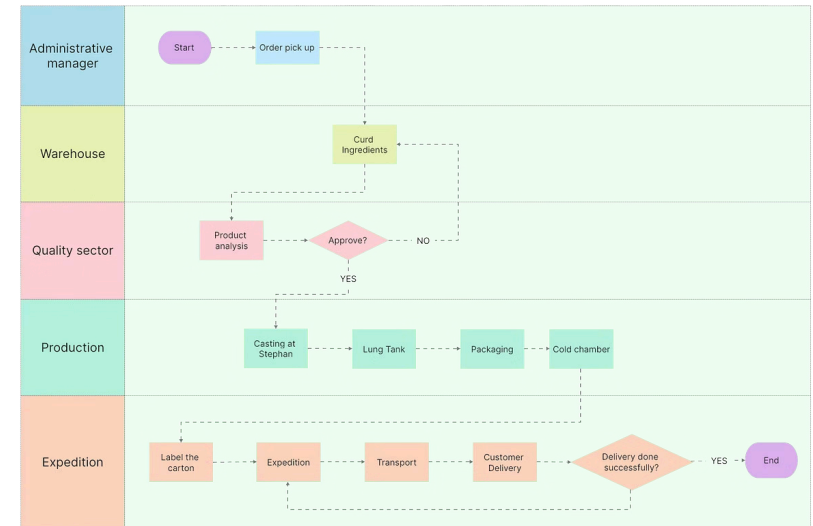 Administrative
manager
Start
Order pick up
Warehouse
Curd
Ingredients
Quality sector
Product
analysis
Approve?
NO
YES
Production
Casting at
Stephan
Lung Tank
Packaging
Cold chamber
Expedition
Label the
carton
Expedition
Transport
Customer
Delivery
Delivery done
successfully?
YES
End